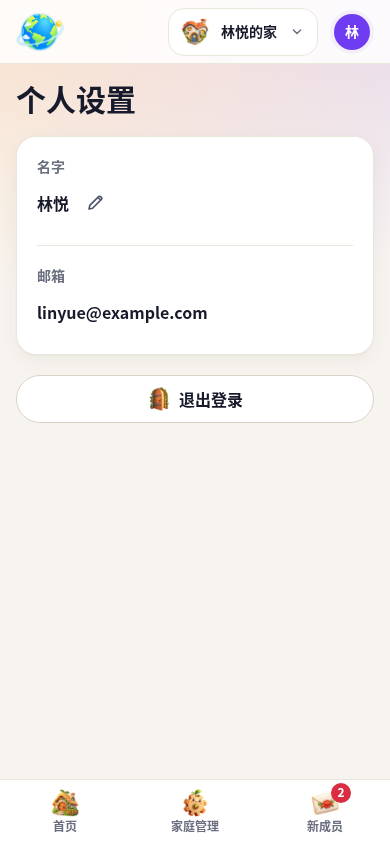 林悦的家
林
个人设置
名字
林悦
邮箱
linyue@example.com
退出登录
首页
家庭管理
2
新成员